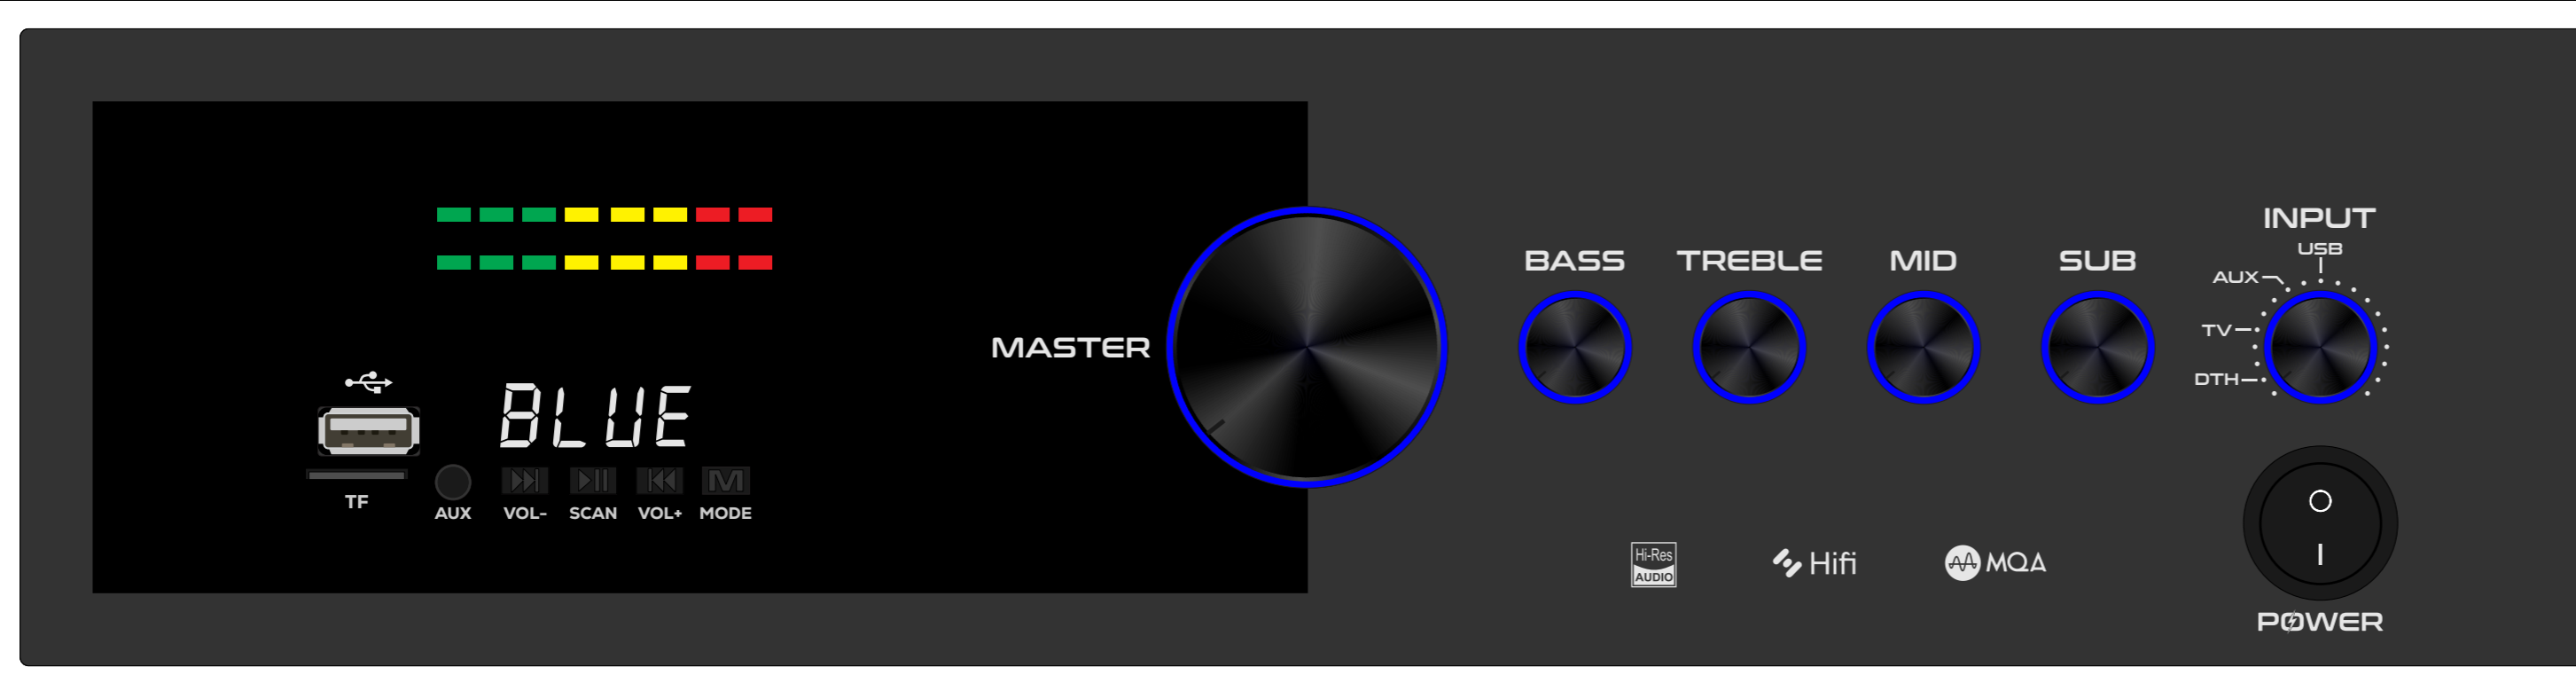 INPUT
USB
BASS
TREBLE
MID
SUB
AUX
TV
DTH
MASTER
BLUE
TF
M
AUX
VOL-
SCAN
VOL+
MODE
Hi-Res
AUDIO
Hifi
MQA
POWER